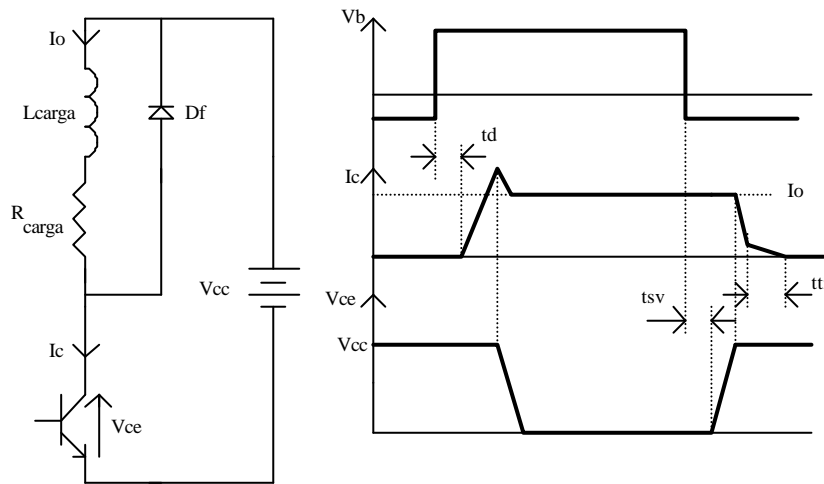 Io
Lcarga
Df
R carga
Vcc
Ic
Vce
Vb
td
Ic
Io
Vce
tsv
tt
Vcc